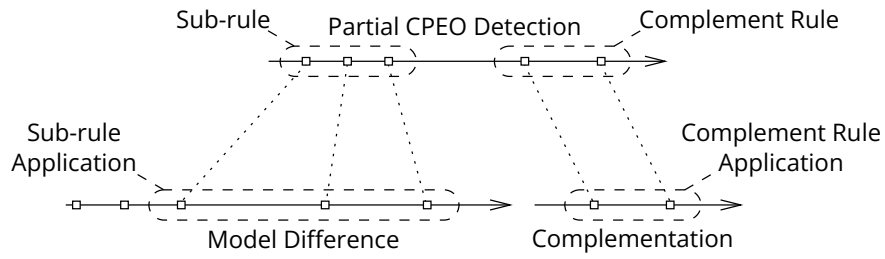 Sub-rule
Partial CPEO Detection
Complement Rule
Sub-rule
Application
Complement Rule
Application
Model Difference
Complementation